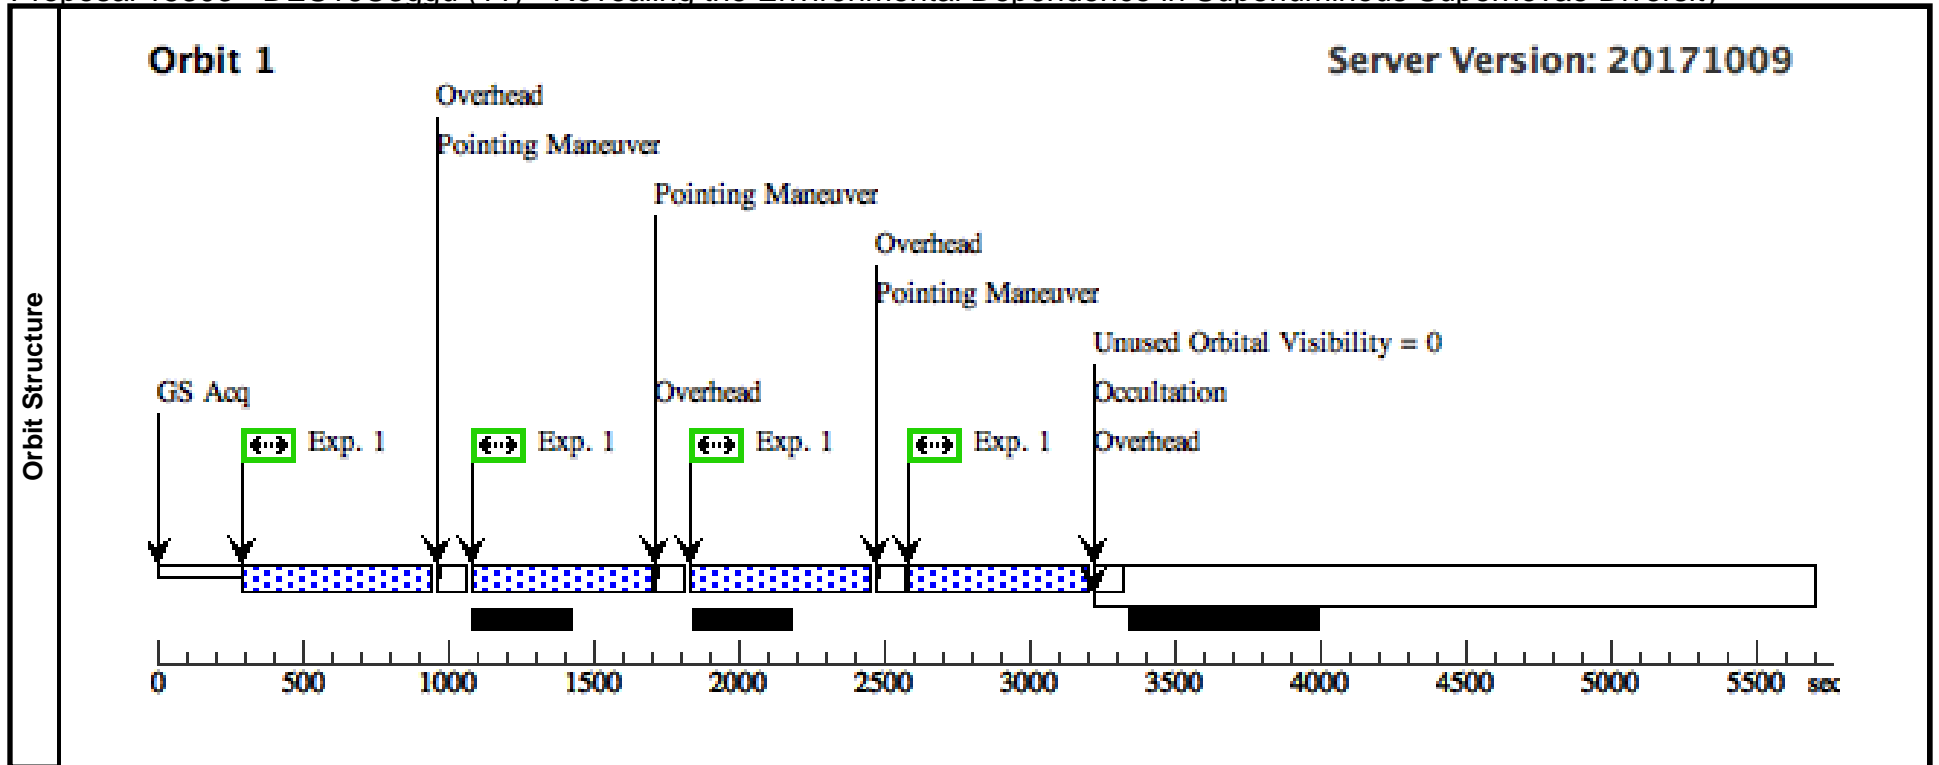 Orbit 1
Server Version: 20171009
Overhead
Pointing Maneuver
Pointing Maneuver
Overhead
Pointing Maneuver
Unused Orbital Visibility = 0
GS Acq
Overhead
Occultation
Exp. 1
Exp. 1
Exp. 1
Exp. 1
Overhead
Orbit Structure
0 500 1000 1500 2000 2500 3000 3500 4000 4500 5000 5500 sec